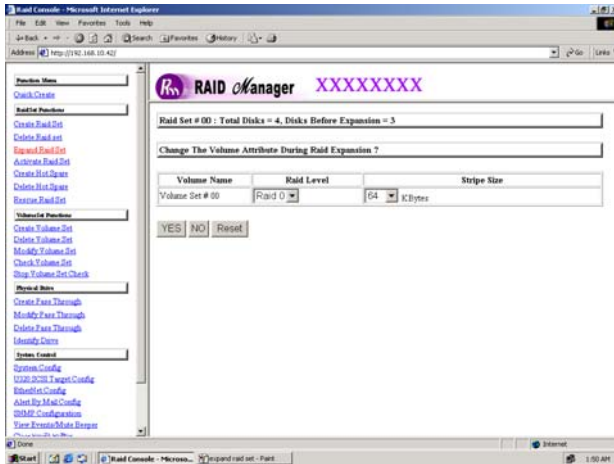 Raid Console - Microsoft Internet Explorer
File Edit View Favorites Tools Help
Back Search Favorites History
Address http://192.168.10.42/ Go Links
Function Menu
Quick Create
RaidSet Functions
Create Raid Set
Delete Raid set
Expand Raid Set
Activate Raid Set
Create Hot Spare
Delete Hot Spare
Rescue Raid Set
VolumeSet Functions
Create Volume Set
Delete Volume Set
Modify Volume Set
Check Volume Set
Stop Volume Set Check
Physical Drive
Create Pass Through
Modify Pass Through
Delete Pass Through
Identify Drive
System Control
System Config
U320 SCSI Target Config
EtherNet Config
Alert By Mail Config
SNMP Configuration
View Events/Mute Beeper
RM RAID Manager XXXXXXXX
Raid Set # 00 : Total Disks = 4, Disks Before Expansion = 3
Change The Volume Attribute During Raid Expansion ?
Volume Name Raid Level Stripe Size
Volume Set # 00 Raid 0 64 KBytes
YES NO Reset
Done Internet
Start Raid Console - Microso... expand raid set - Paint 1:50 AM